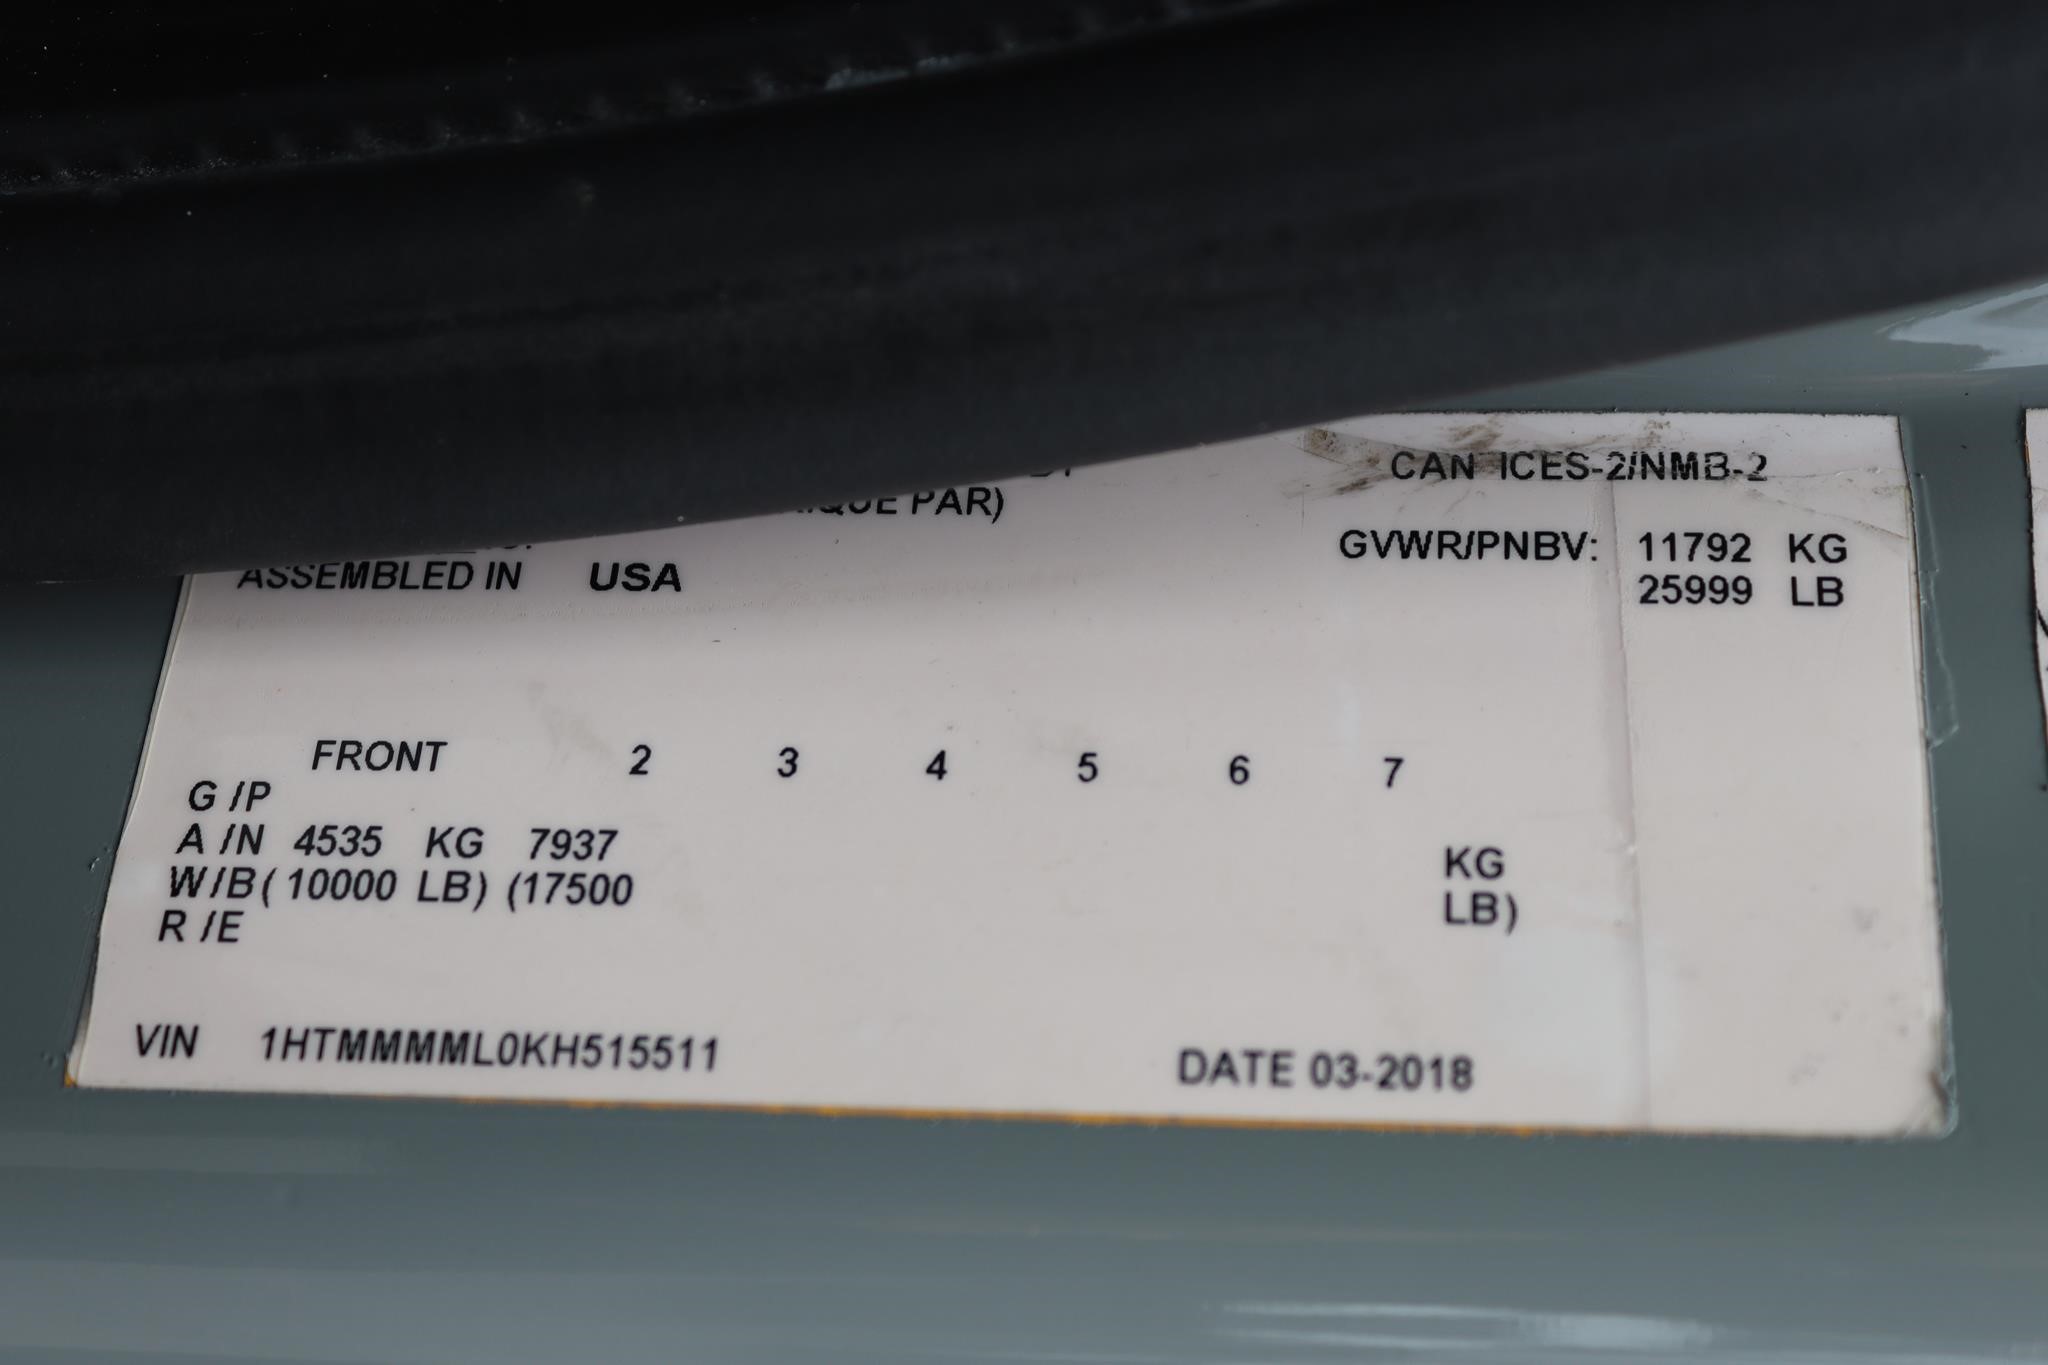 CAN ICES-2/NMB-2
QUE PAR)
GVWR/PNBV: 11792 KG
25999 LB
ASSEMBLED IN USA
FRONT 2 3 4 5 6 7
G /P
A /N 4535 KG 7937 KG
W/B ( 10000 LB) (17500 LB)
R /E
VIN 1HTMMMML0KH515511
DATE 03-2018